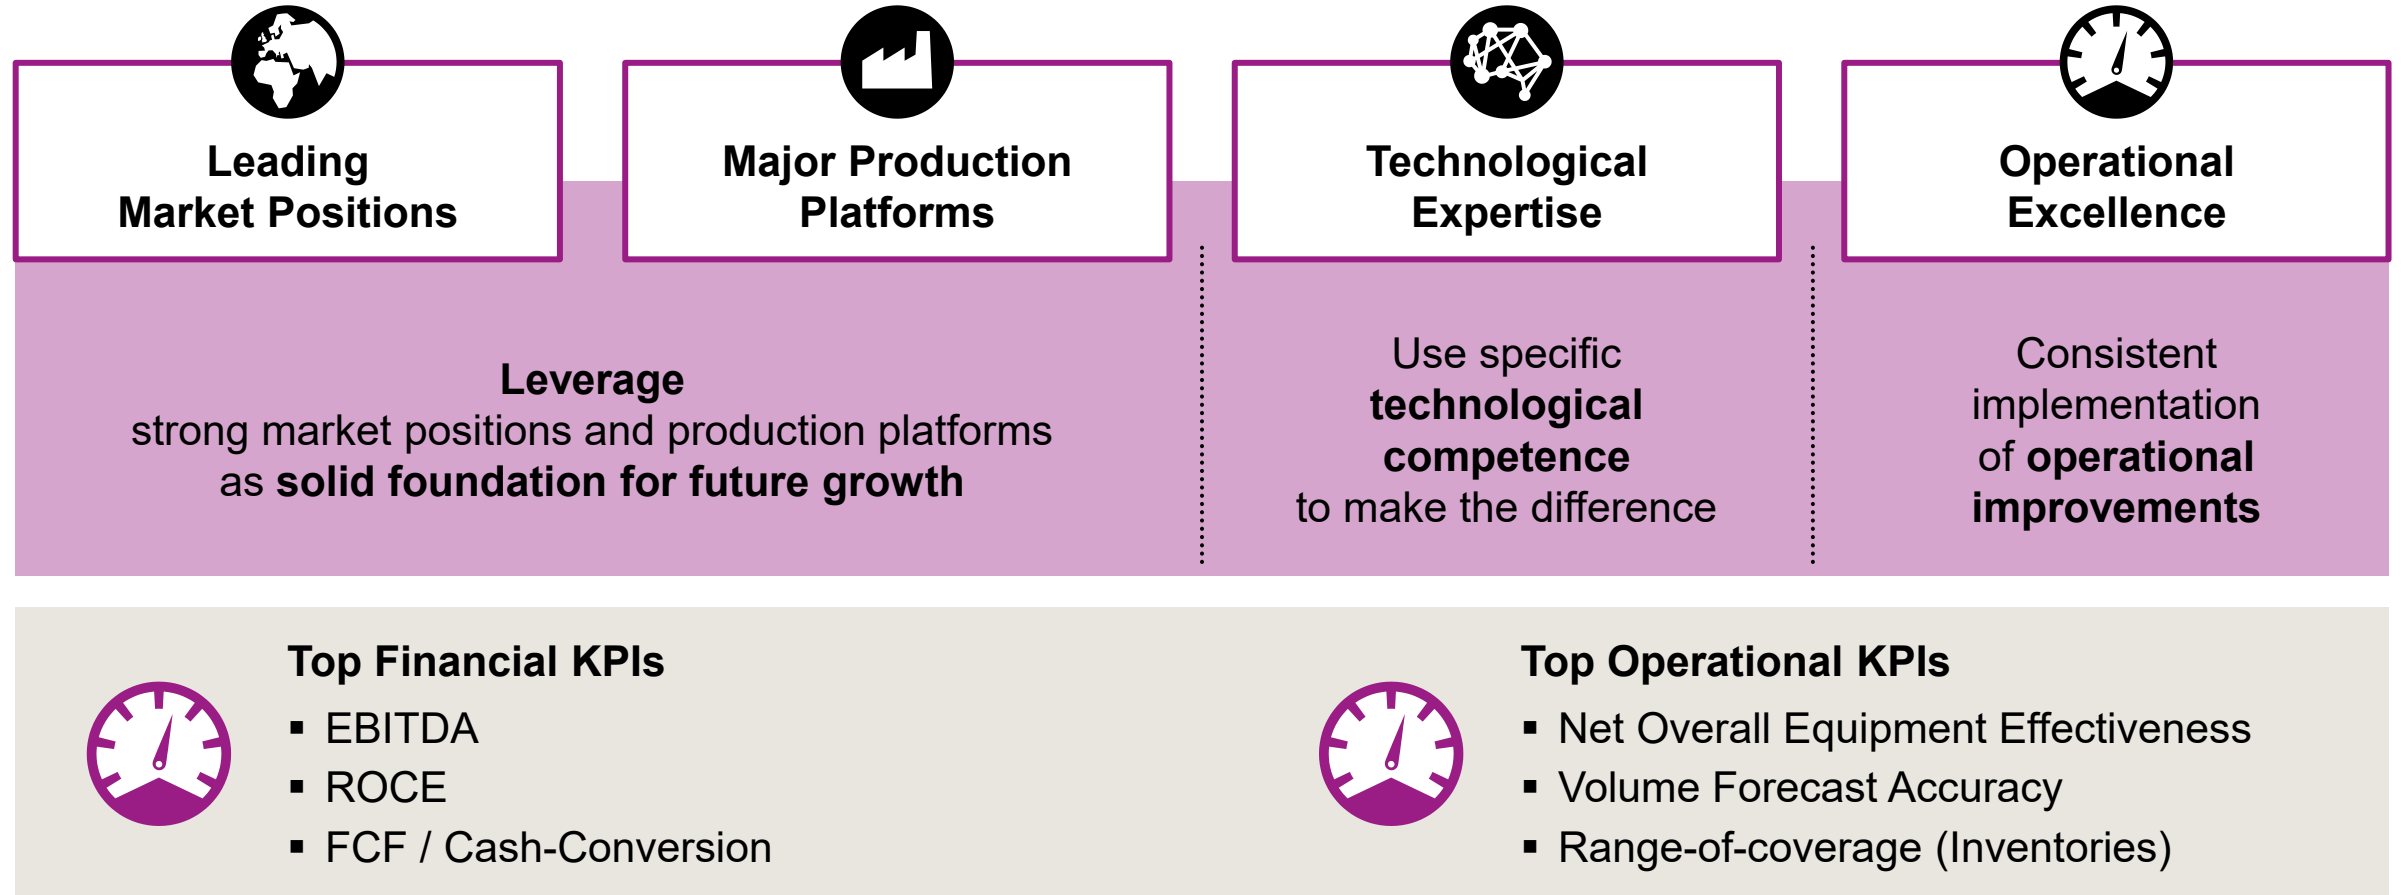 Leading
Market Positions
Major Production
Platforms
Technological
Expertise
Operational
Excellence
Leverage
strong market positions and production platforms
as solid foundation for future growth
Use specific
technological
competence
to make the difference
Consistent
implementation
of operational
improvements
Top Financial KPIs
▪ EBITDA
▪ ROCE
▪ FCF / Cash-Conversion
Top Operational KPIs
▪ Net Overall Equipment Effectiveness
▪ Volume Forecast Accuracy
▪ Range-of-coverage (Inventories)